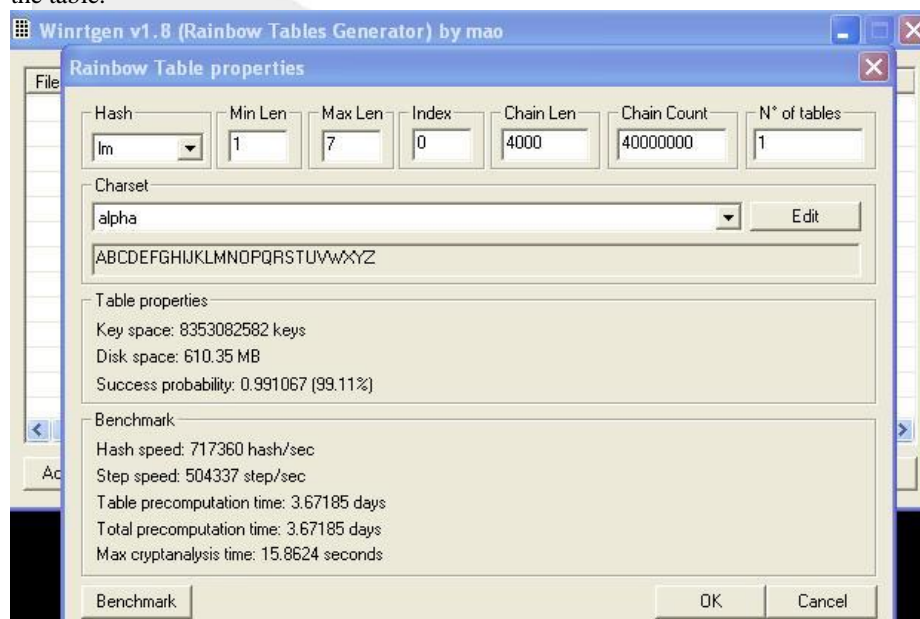 the table.
Winrtgen v1.8 (Rainbow Tables Generator) by mao
File
Rainbow Table properties
Hash Min Len Max Len Index Chain Len Chain Count N° of tables
lm 1 7 0 4000 40000000 1
Charset
alpha Edit
ABCDEFGHIJKLMNOPQRSTUVWXYZ
Table properties
Key space: 8353082582 keys
Disk space: 610.35 MB
Success probability: 0.991067 (99.11%)
Benchmark
Hash speed: 717360 hash/sec
Step speed: 504337 step/sec
Table precomputation time: 3.67185 days
Total precomputation time: 3.67185 days
Max cryptanalysis time: 15.8624 seconds
Benchmark OK Cancel